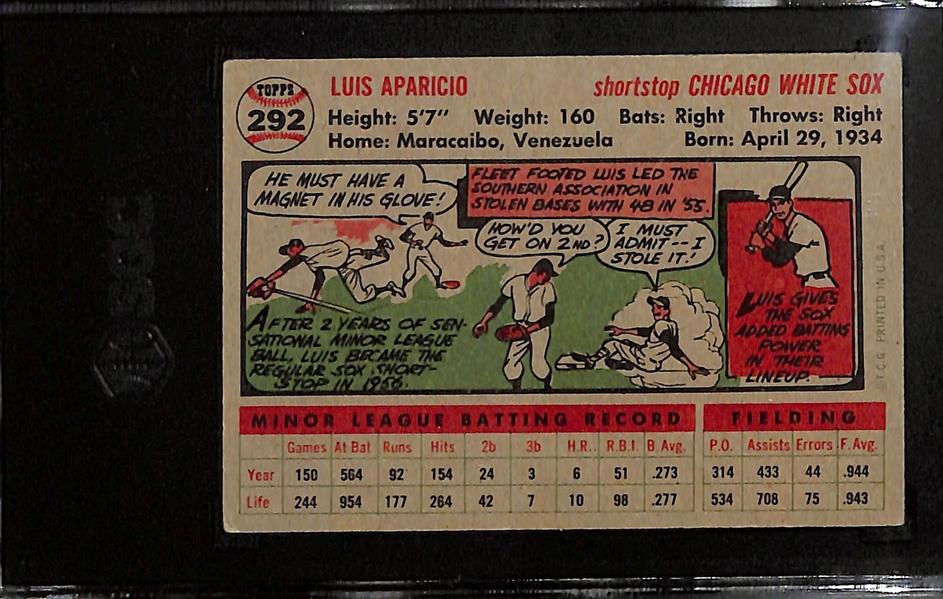 TOPPS
292
LUIS APARICIO
shortstop CHICAGO WHITE SOX
Height: 5'7" Weight: 160 Bats: Right Throws: Right
Home: Maracaibo, Venezuela Born: April 29, 1934
HE MUST HAVE A
MAGNET IN HIS GLOVE!
FLEET FOOTED LUIS LED THE
SOUTHERN ASSOCIATION IN
STOLEN BASES WITH 48 IN '55.
HOW'D YOU
GET ON 2ND?
I MUST
ADMIT--I
STOLE IT!
AFTER 2 YEARS OF SEN-
SATIONAL MINOR LEAGUE
BALL, LUIS BECAME THE
REGULAR SOX SHORT-
STOP IN 1956.
LUIS GIVES
THE SOX
ADDED BATTING
POWER
IN THEIR
LINEUP.
©T.C.G. PRINTED IN U.S.A.
MINOR LEAGUE BATTING RECORD FIELDING
Games At Bat Runs Hits 2b 3b H.R. R.B.I. B Avg. P.O. Assists Errors F. Avg.
Year 150 564 92 154 24 3 6 51 .273 314 433 44 .944
Life 244 954 177 264 42 7 10 98 .277 534 708 75 .943